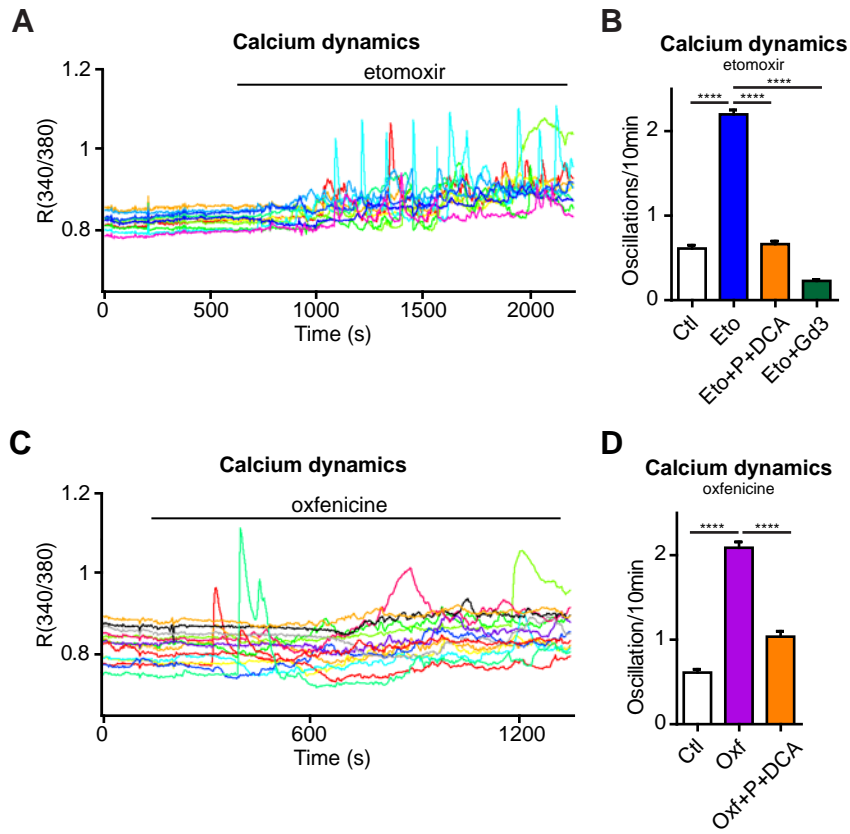 A
Calcium dynamics
etomoxir
1.2
1
0.8
R(340/380)
0
500
1000
1500
2000
Time (s)
B
Calcium dynamics
etomoxir
****
**** ****
2
1
0
Oscillations/10min
Ctl
Eto
Eto+P+DCA
Eto+Gd3
C
Calcium dynamics
oxfenicine
1.2
1
0.8
R(340/380)
0
600
1200
Time (s)
D
Calcium dynamics
oxfenicine
**** ****
2
1
0
Oscillation/10min
Ctl
Oxf
Oxf+P+DCA